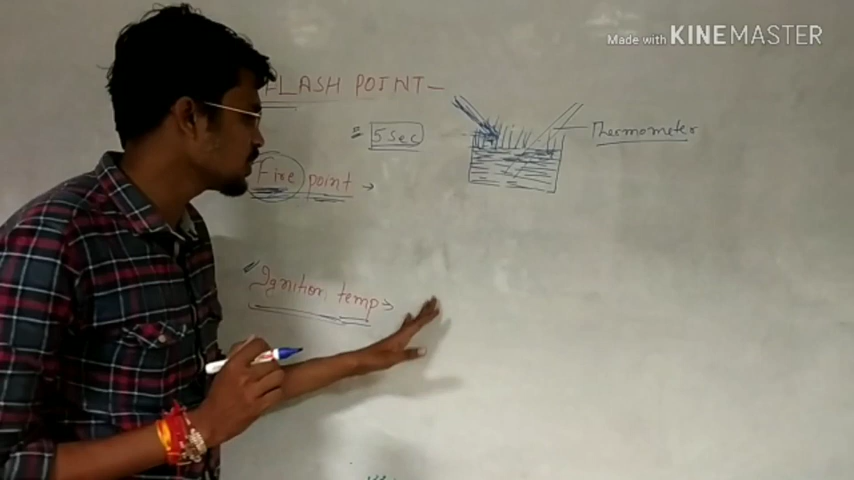 Made with KINEMASTER
FLASH POINT -
= 5 Sec
Thermometer
Fire point →
Ignition temp →